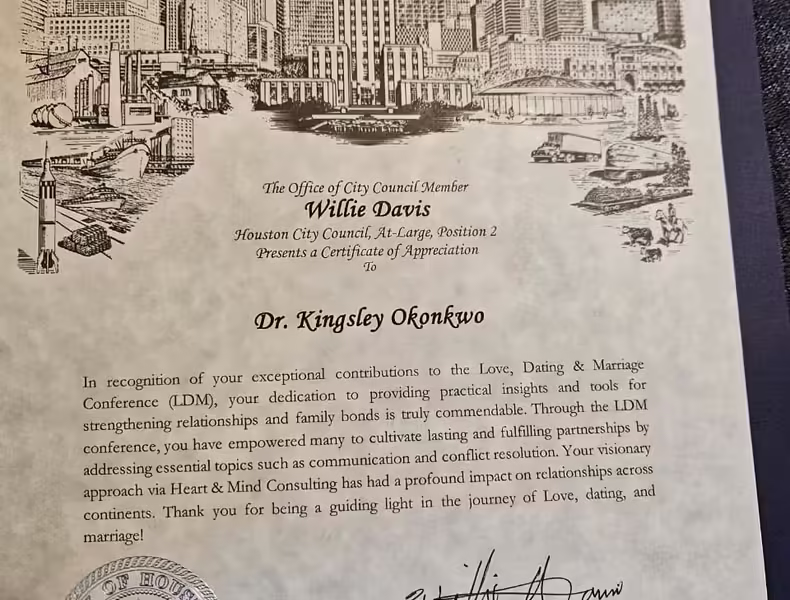 The Office of City Council Member
Willie Davis
Houston City Council, At-Large, Position 2
Presents a Certificate of Appreciation
To
Dr. Kingsley Okonkwo
In recognition of your exceptional contributions to the Love, Dating & Marriage
Conference (LDM), your dedication to providing practical insights and tools for
strengthening relationships and family bonds is truly commendable. Through the LDM
conference, you have empowered many to cultivate lasting and fulfilling partnerships by
addressing essential topics such as communication and conflict resolution. Your visionary
approach via Heart & Mind Consulting has had a profound impact on relationships across
continents. Thank you for being a guiding light in the journey of Love, dating, and
marriage!
OF HOUS